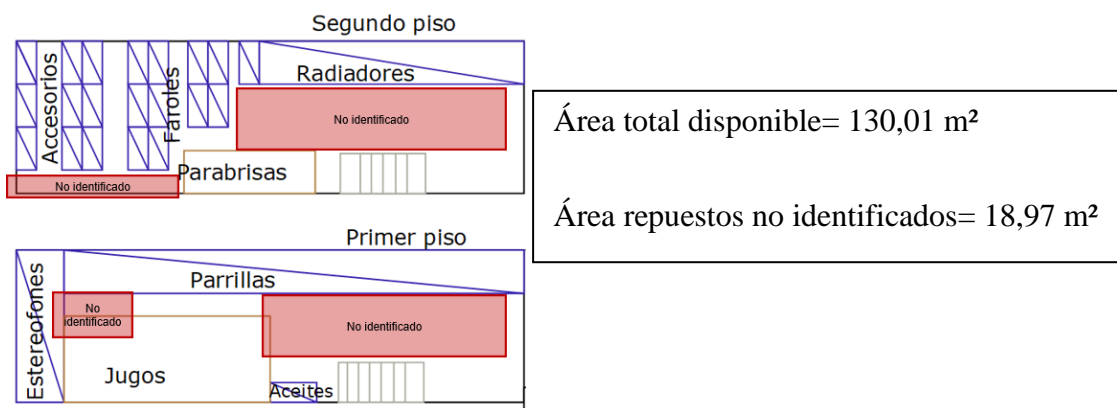 Segundo piso
Accesorios
Faroles
Radiadores
No identificado
Parabrisas
No identificado
Área total disponible= 130,01 m²
Área repuestos no identificados= 18,97 m²
Primer piso
Estereofones
Parrillas
No
identificado
No identificado
Jugos
Aceites